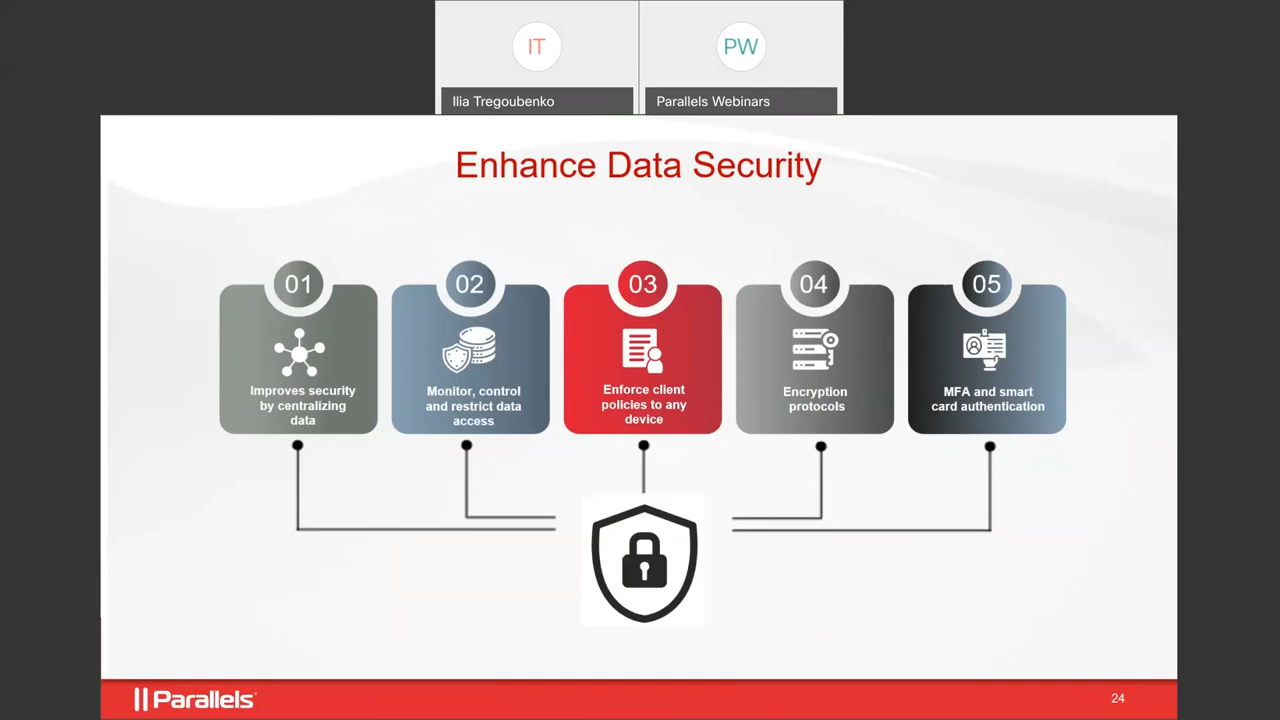 IT
PW
Ilia Tregoubenko
Parallels Webinars
Enhance Data Security
01
02
03
04
05
Improves security
by centralizing
data
Monitor, control
and restrict data
access
Enforce client
policies to any
device
Encryption
protocols
MFA and smart
card authentication
Parallels®
24